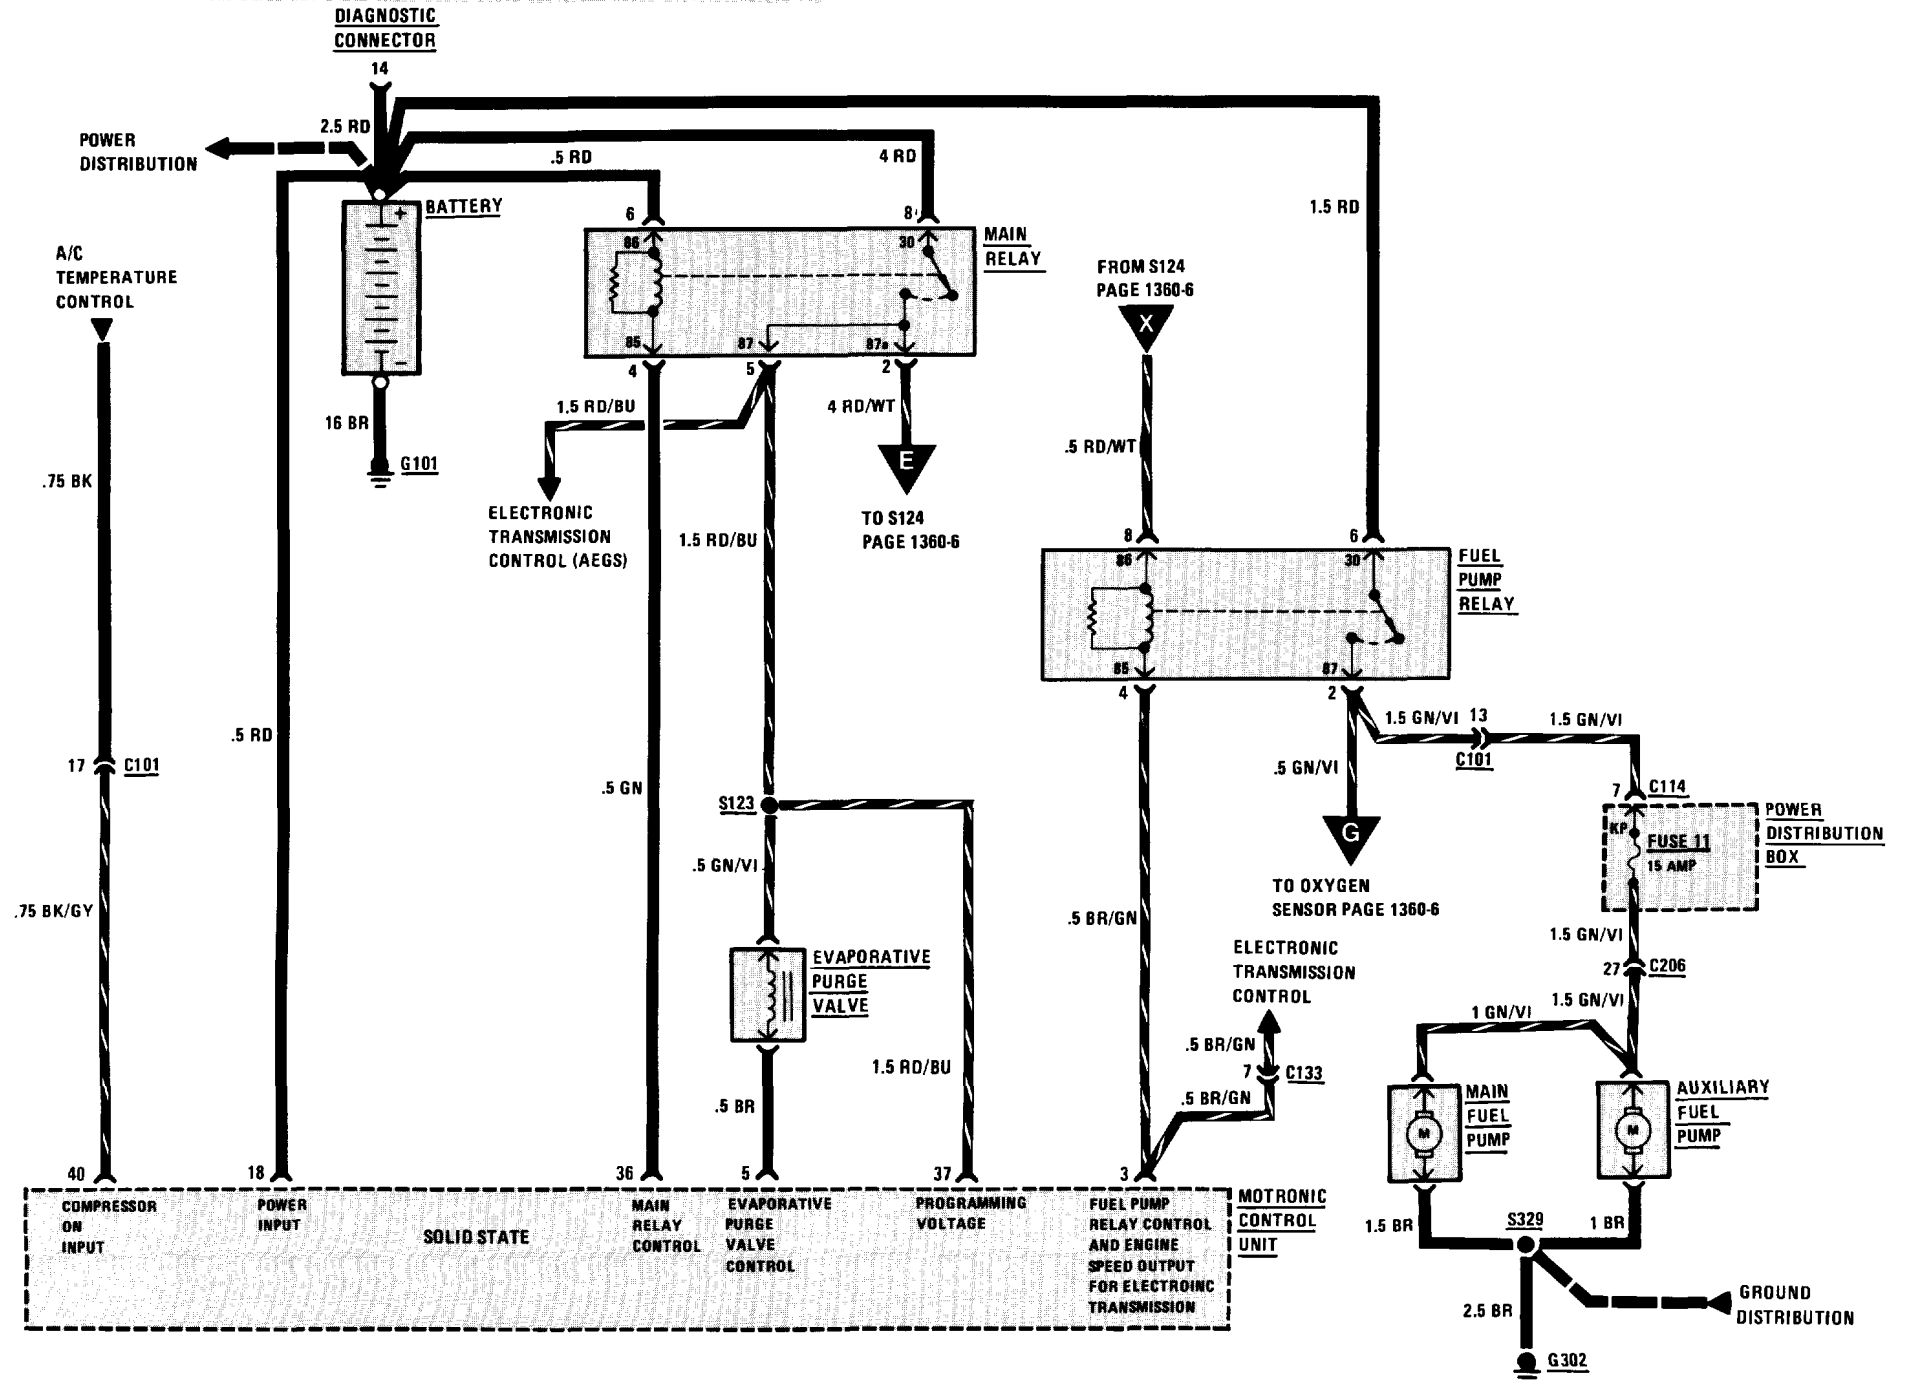 DIAGNOSTIC
CONNECTOR
14
2.5 RD
POWER
DISTRIBUTION
.5 RD
4 RD
1.5 RD
BATTERY
+
−
6
8
86
30
MAIN
RELAY
85
87
87a
4
5
2
A/C
TEMPERATURE
CONTROL
FROM S124
PAGE 1360-6
X
16 BR
G101
1.5 RD/BU
4 RD/WT
E
.5 RD/WT
.75 BK
ELECTRONIC
TRANSMISSION
CONTROL (AEGS)
1.5 RD/BU
TO S124
PAGE 1360-6
8
6
86
30
FUEL
PUMP
RELAY
85
87
4
2
.5 RD
17
C101
.5 GN
S123
1.5 GN/VI
13
C101
1.5 GN/VI
.5 GN/VI
G
7
C114
KP
FUSE 11
15 AMP
POWER
DISTRIBUTION
BOX
.5 GN/VI
TO OXYGEN
SENSOR PAGE 1360-6
.75 BK/GY
.5 BR/GN
1.5 GN/VI
27
C206
1.5 GN/VI
ELECTRONIC
TRANSMISSION
CONTROL
EVAPORATIVE
PURGE
VALVE
1 GN/VI
.5 BR/GN
7
C133
.5 BR/GN
1.5 RD/BU
.5 BR
M
MAIN
FUEL
PUMP
M
AUXILIARY
FUEL
PUMP
40
18
36
5
37
3
COMPRESSOR
ON
INPUT
POWER
INPUT
SOLID STATE
MAIN
RELAY
CONTROL
EVAPORATIVE
PURGE
VALVE
CONTROL
PROGRAMMING
VOLTAGE
FUEL PUMP
RELAY CONTROL
AND ENGINE
SPEED OUTPUT
FOR ELECTROINC
TRANSMISSION
MOTRONIC
CONTROL
UNIT
1.5 BR
S329
1 BR
2.5 BR
GROUND
DISTRIBUTION
G302